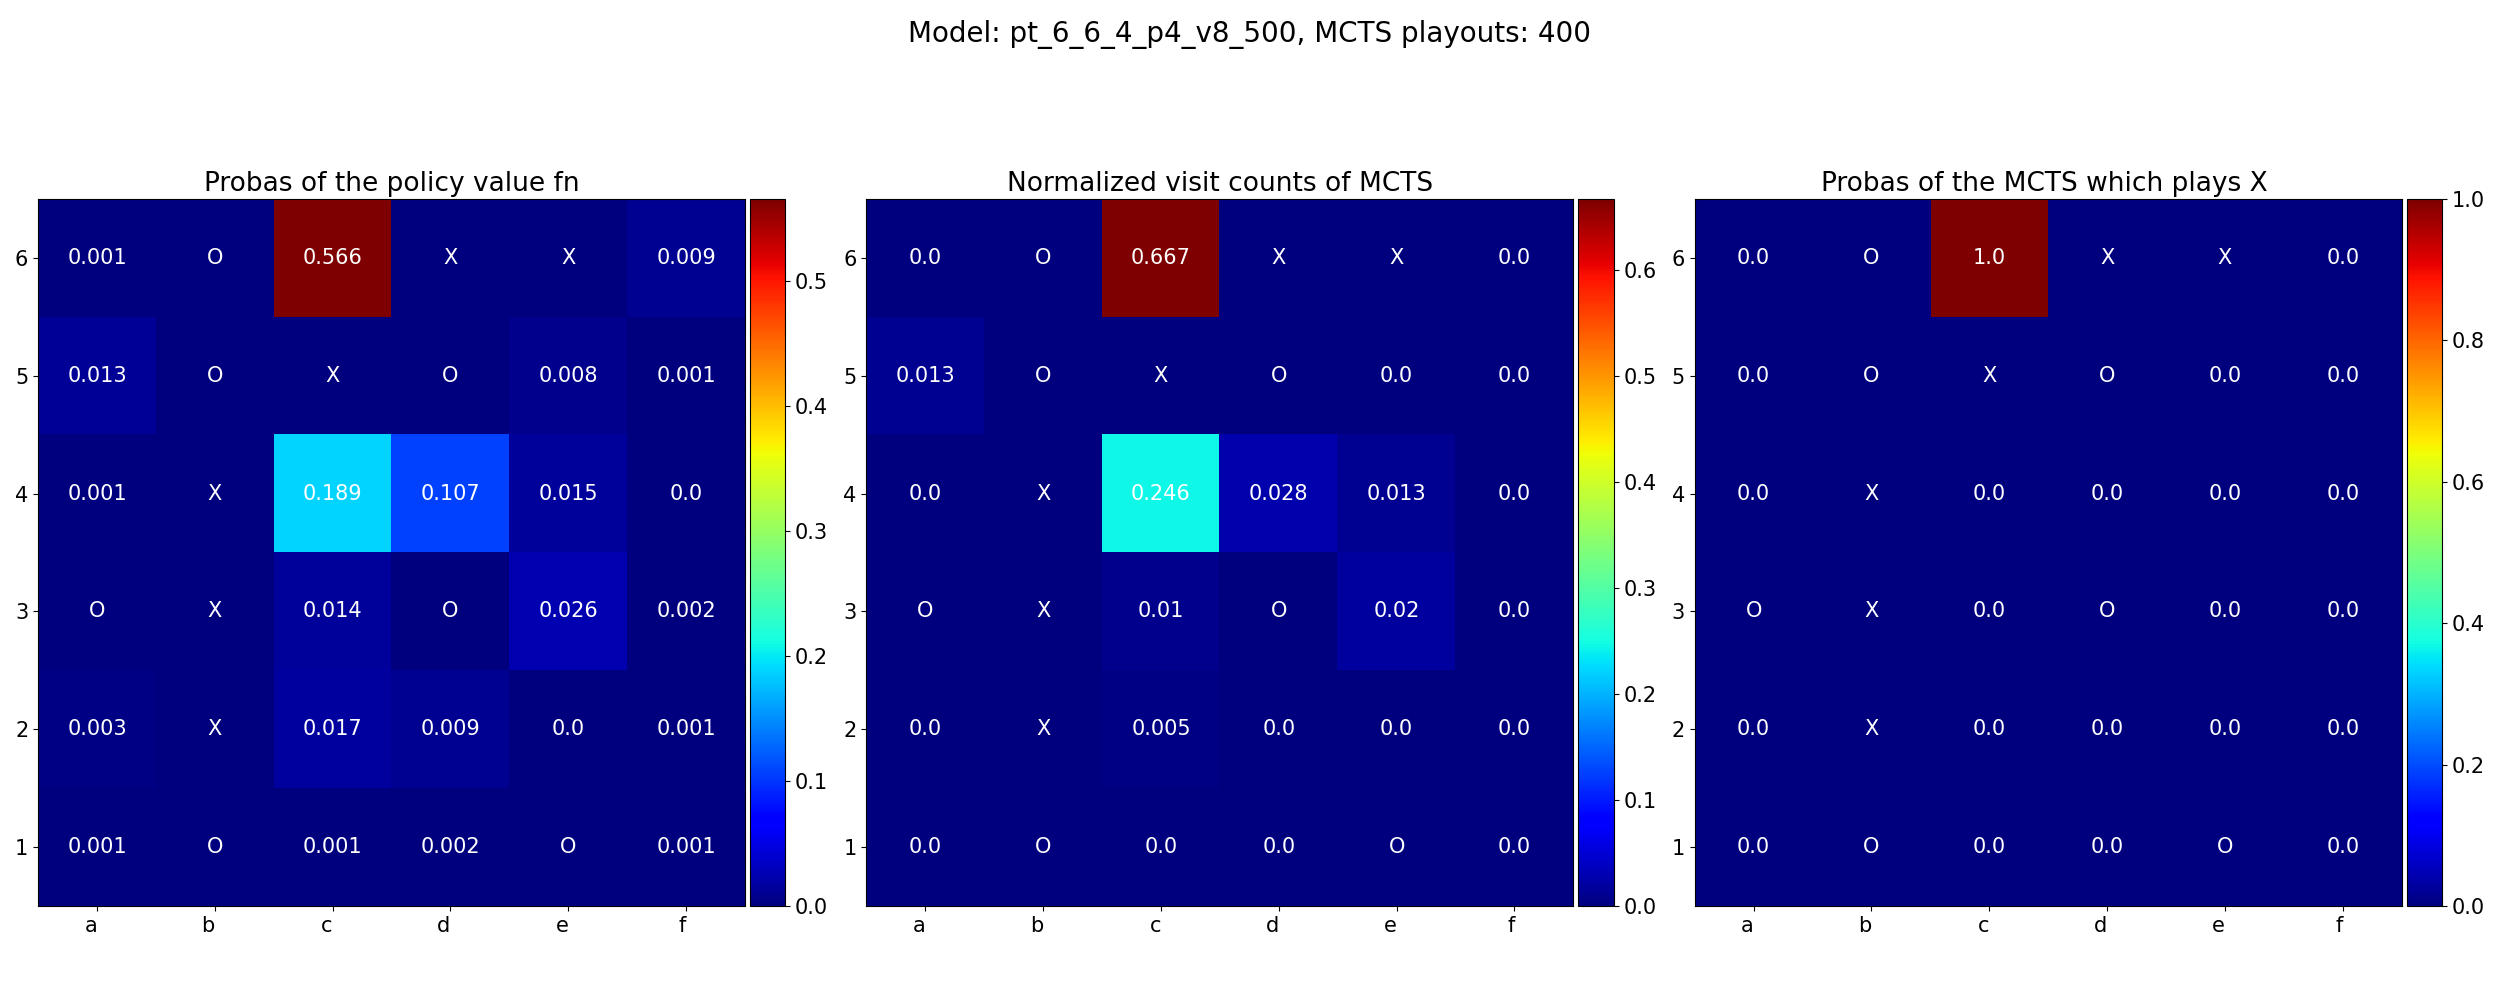 Model: pt_6_6_4_p4_v8_500, MCTS playouts: 400
Probas of the policy value fn
6 0.001 O 0.566 X X 0.009
5 0.013 O X O 0.008 0.001
4 0.001 X 0.189 0.107 0.015 0.0
3 O X 0.014 O 0.026 0.002
2 0.003 X 0.017 0.009 0.0 0.001
1 0.001 O 0.001 0.002 O 0.001
a b c d e f
0.5
0.4
0.3
0.2
0.1
0.0
Normalized visit counts of MCTS
6 0.0 O 0.667 X X 0.0
5 0.013 O X O 0.0 0.0
4 0.0 X 0.246 0.028 0.013 0.0
3 O X 0.01 O 0.02 0.0
2 0.0 X 0.005 0.0 0.0 0.0
1 0.0 O 0.0 0.0 O 0.0
a b c d e f
0.6
0.5
0.4
0.3
0.2
0.1
0.0
Probas of the MCTS which plays X
6 0.0 O 1.0 X X 0.0
5 0.0 O X O 0.0 0.0
4 0.0 X 0.0 0.0 0.0 0.0
3 O X 0.0 O 0.0 0.0
2 0.0 X 0.0 0.0 0.0 0.0
1 0.0 O 0.0 0.0 O 0.0
a b c d e f
1.0
0.8
0.6
0.4
0.2
0.0